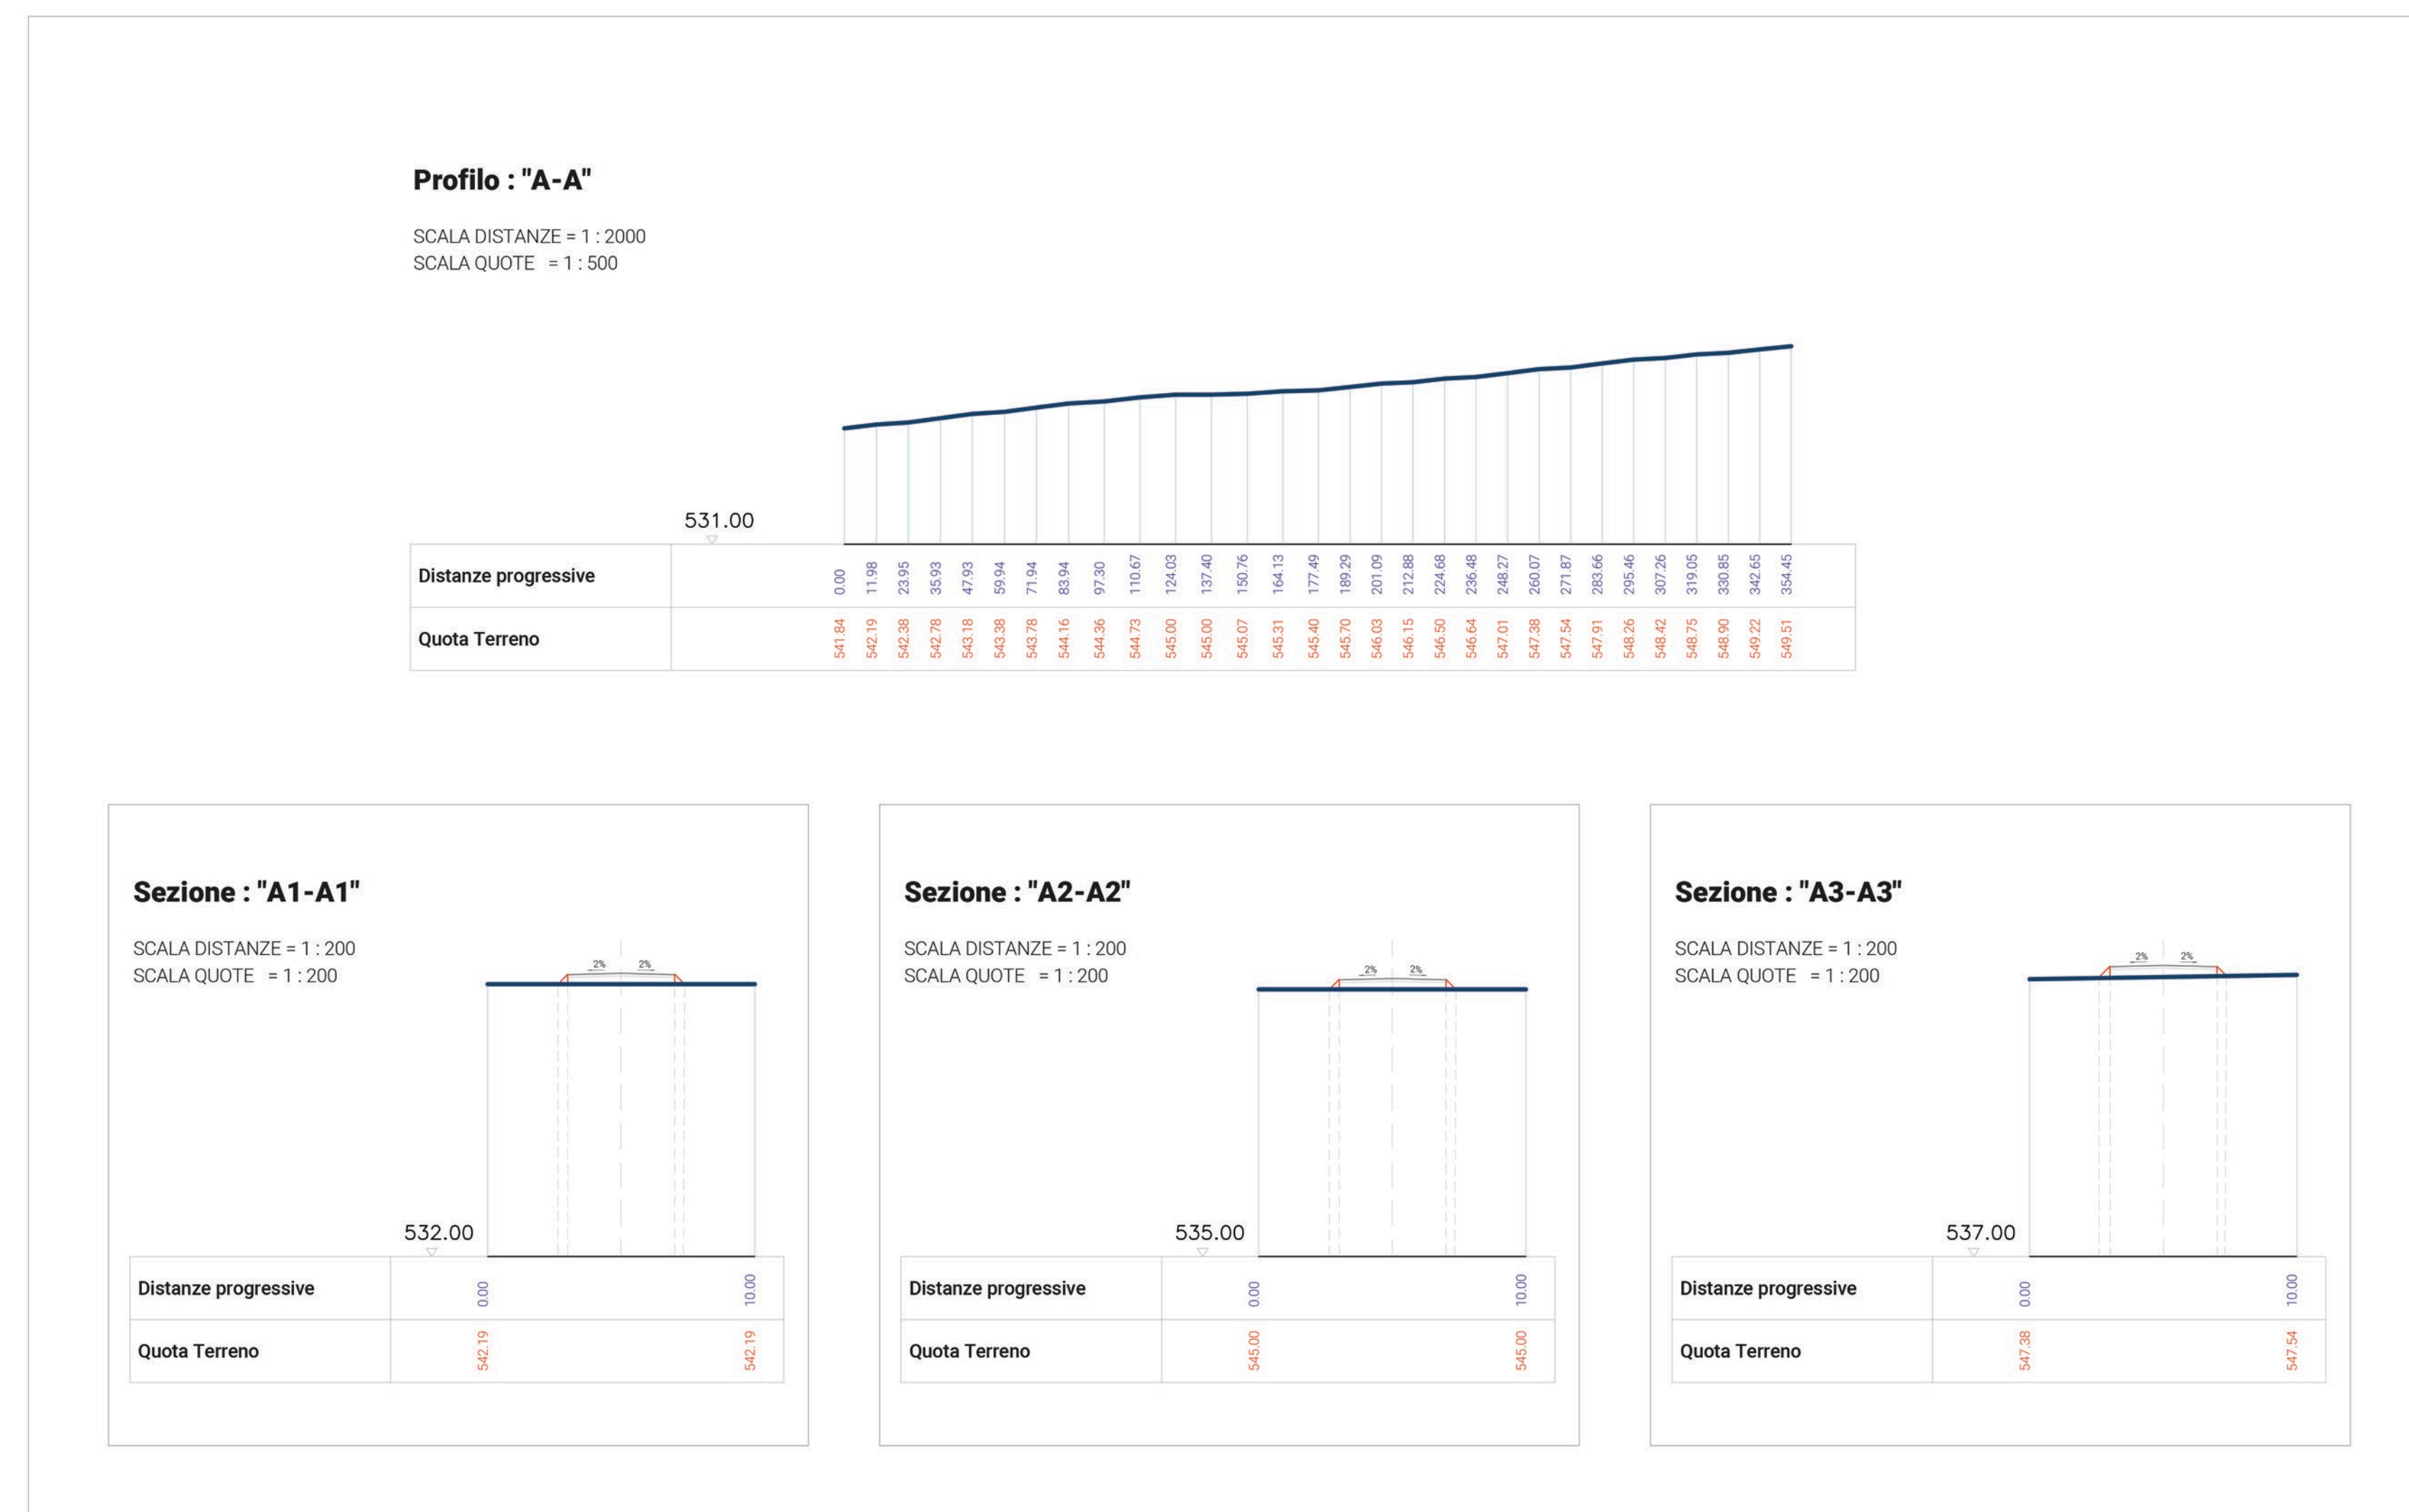 Profilo : "A-A"
SCALA DISTANZE = 1 : 2000
SCALA QUOTE = 1 : 500
531.00
Distanze progressive 0.00 11.98 23.95 35.93 47.93 59.94 71.94 83.94 97.30 110.67 124.03 137.40 150.76 164.13 177.49 189.29 201.09 212.88 224.68 236.48 248.27 260.07 271.87 283.66 295.46 307.26 319.05 330.85 342.65 354.45
Quota Terreno 541.84 542.19 542.38 542.78 543.18 543.38 543.78 544.16 544.36 544.73 545.00 545.00 545.07 545.31 545.40 545.70 546.03 546.15 546.50 546.64 547.01 547.38 547.54 547.91 548.26 548.42 548.75 548.90 549.22 549.51
Sezione : "A1-A1"
SCALA DISTANZE = 1 : 200
SCALA QUOTE = 1 : 200
2% 2%
532.00
Distanze progressive 0.00 10.00
Quota Terreno 542.19 542.19
Sezione : "A2-A2"
SCALA DISTANZE = 1 : 200
SCALA QUOTE = 1 : 200
2% 2%
535.00
Distanze progressive 0.00 10.00
Quota Terreno 545.00 545.00
Sezione : "A3-A3"
SCALA DISTANZE = 1 : 200
SCALA QUOTE = 1 : 200
2% 2%
537.00
Distanze progressive 0.00 10.00
Quota Terreno 547.38 547.54